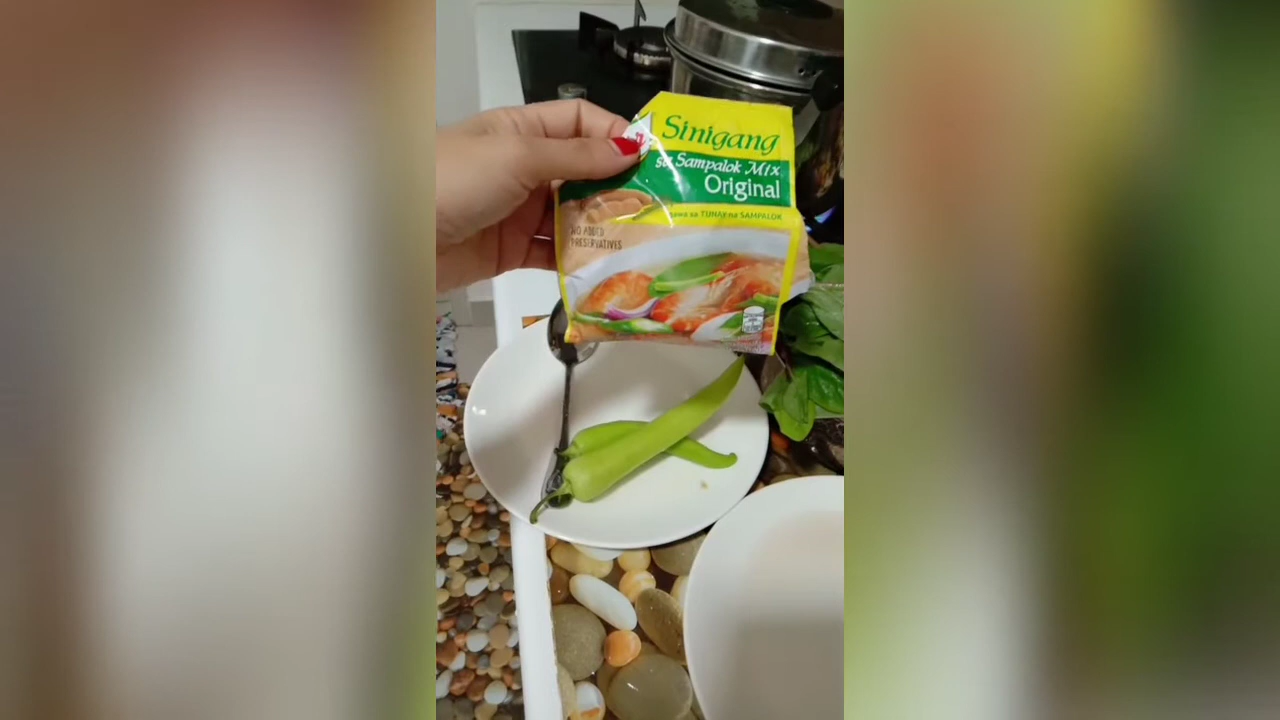 Sinigang
sa Sampalok Mix
Original
sa TUNAY na SAMPALOK
NO ADDED
PRESERVATIVES